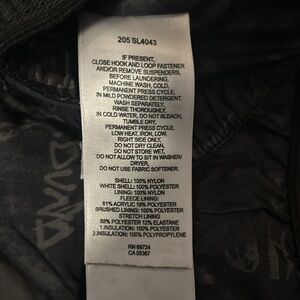 205 SL4043
IF PRESENT,
CLOSE HOOK AND LOOP FASTENER
AND/OR REMOVE SUSPENDERS,
BEFORE LAUNDERING.
MACHINE WASH, COLD,
PERMANENT PRESS CYCLE,
IN MILD POWDERED DETERGENT.
WASH SEPARATELY,
RINSE THOROUGHLY,
IN COLD WATER, DO NOT BLEACH,
TUMBLE DRY,
PERMANENT PRESS CYCLE,
LOW HEAT, IRON, LOW,
RIGHT SIDE ONLY,
DO NOT DRY CLEAN,
DO NOT STORE WET,
DO NOT ALLOW TO SIT IN WASHER/
DRYER,
DO NOT USE FABRIC SOFTENER.
SHELL: 100% NYLON
WHITE SHELL: 100% POLYESTER
LINING: 100% NYLON
FLEECE LINING:
81% ACRYLIC 19% POLYESTER
BRUSHED LINING: 100% POLYESTER
STRETCH LINING
88% POLYESTER 12% ELASTANE
1.INSULATION: 100% POLYESTER
2.INSULATION: 100% POLYPROPYLENE
RN 69724
CA 05367